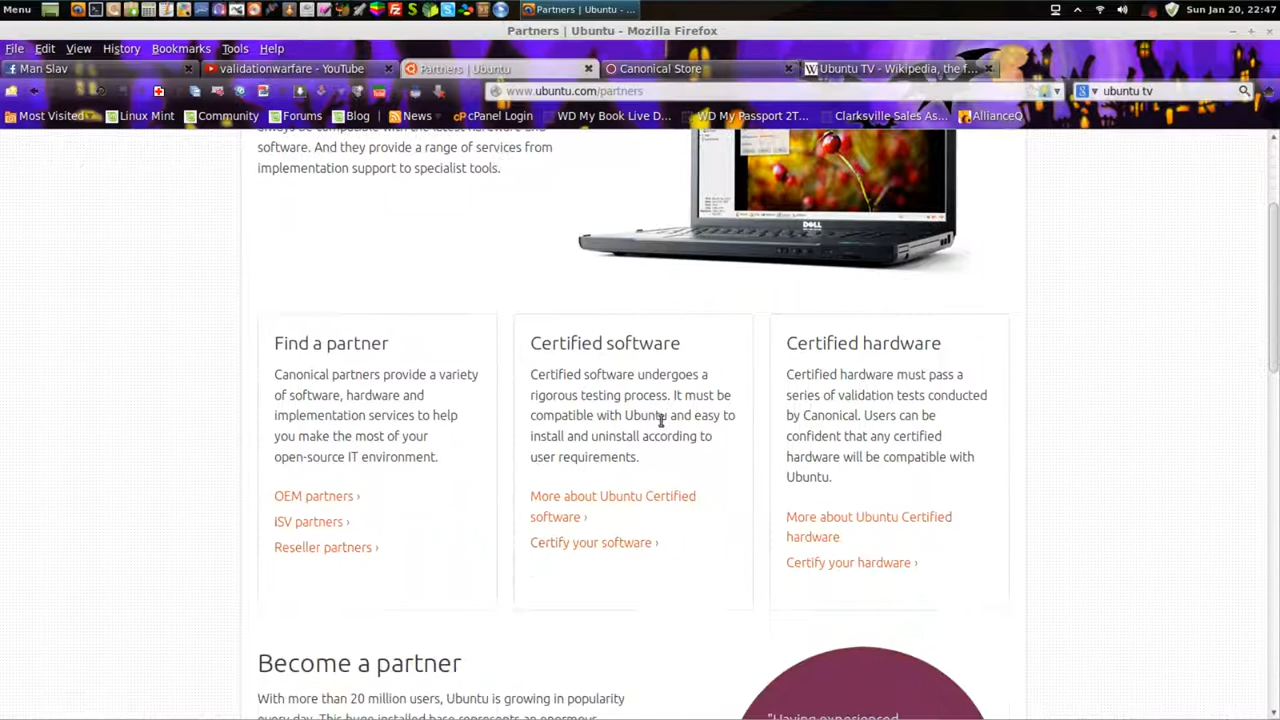 Menu
Partners | Ubuntu - ...
Sun Jan 20, 22:47
Partners | Ubuntu - Mozilla Firefox
File Edit View History Bookmarks Tools Help
Man Slav
validationwarfare - YouTube
Partners | Ubuntu
Canonical Store
Ubuntu TV - Wikipedia, the f...
www.ubuntu.com/partners
ubuntu tv
Most Visited Linux Mint Community Forums Blog News cPanel Login WD My Book Live D... WD My Passport 2T... Clarksville Sales As... AllianceQ
software. And they provide a range of services from
implementation support to specialist tools.
DELL
Find a partner
Canonical partners provide a variety
of software, hardware and
implementation services to help
you make the most of your
open-source IT environment.
OEM partners ›
ISV partners ›
Reseller partners ›
Certified software
Certified software undergoes a
rigorous testing process. It must be
compatible with Ubuntu and easy to
install and uninstall according to
user requirements.
More about Ubuntu Certified
software ›
Certify your software ›
Certified hardware
Certified hardware must pass a
series of validation tests conducted
by Canonical. Users can be
confident that any certified
hardware will be compatible with
Ubuntu.
More about Ubuntu Certified
hardware
Certify your hardware ›
Become a partner
With more than 20 million users, Ubuntu is growing in popularity
"Having experienced